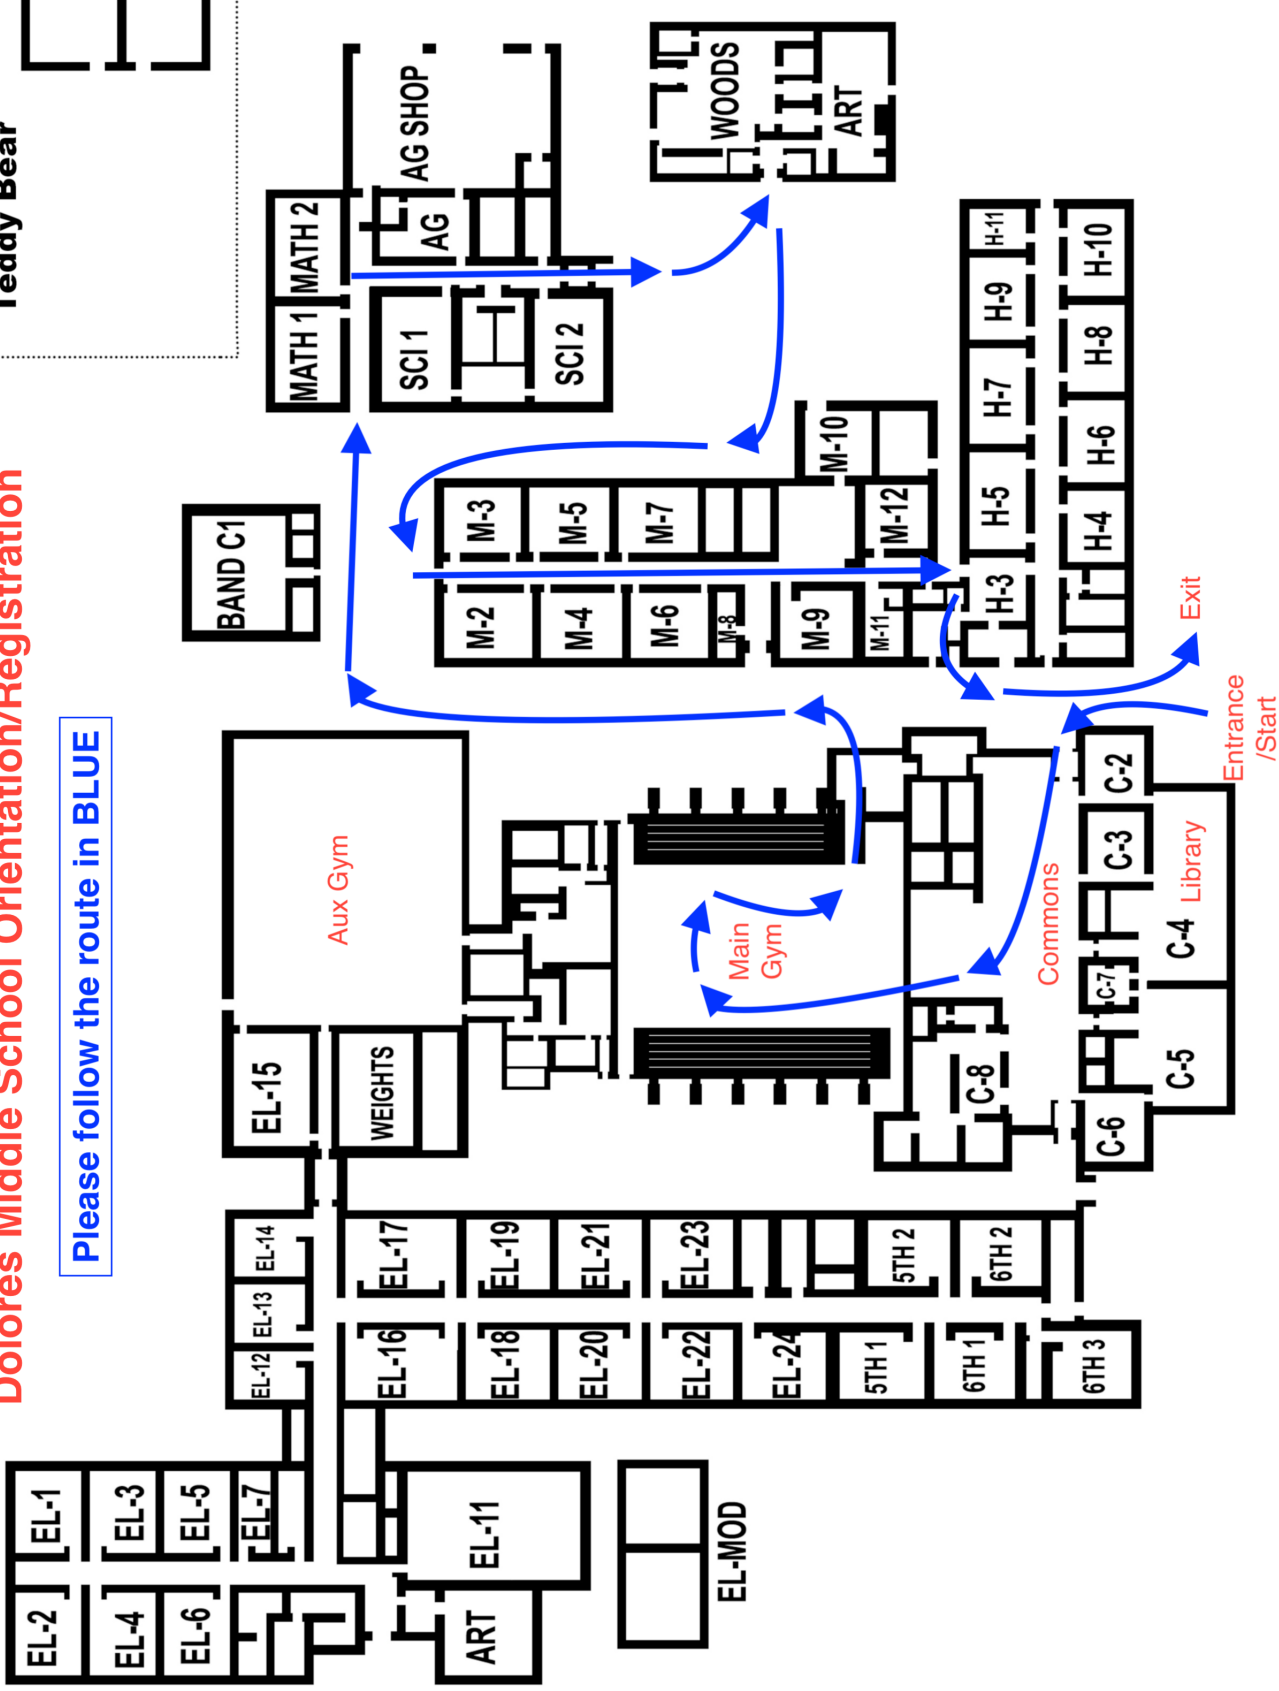 Teddy Bear
Dolores Middle School Orientation/Registration
Please follow the route in BLUE
EL-1
EL-2
EL-3
EL-4
EL-5
EL-6
EL-7
EL-11
ART
EL-MOD
EL-12
EL-13
EL-14
EL-15
WEIGHTS
EL-16
EL-17
EL-18
EL-19
EL-20
EL-21
EL-22
EL-23
EL-24
5TH 1
5TH 2
6TH 1
6TH 2
6TH 3
Aux Gym
Main
Gym
Commons
Library
C-2
C-3
C-4
C-5
C-6
C-7
C-8
Entrance
/Start
Exit
BAND C1
M-2
M-3
M-4
M-5
M-6
M-7
M-8
M-9
M-10
M-11
M-12
H-3
H-4
H-5
H-6
H-7
H-8
H-9
H-10
H-11
MATH 1
MATH 2
SCI 1
SCI 2
AG
AG SHOP
WOODS
ART